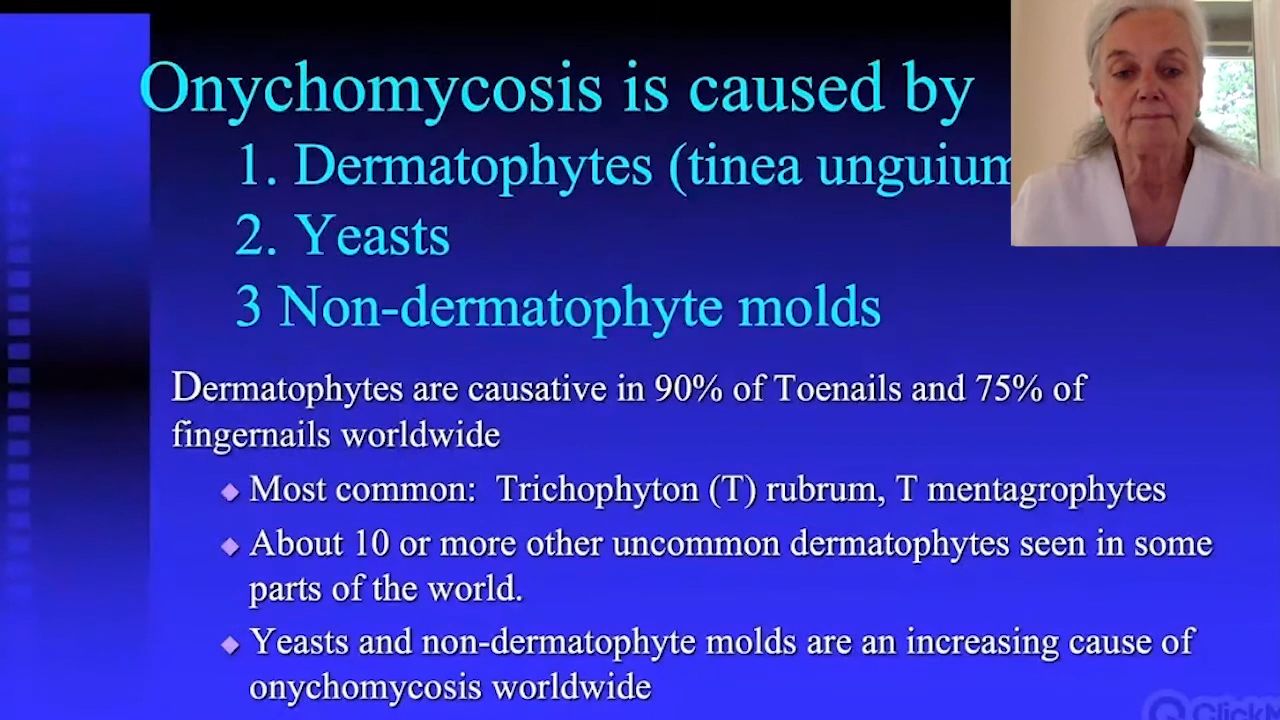 Onychomycosis is caused by
1. Dermatophytes (tinea unguium
2. Yeasts
3 Non-dermatophyte molds
Dermatophytes are causative in 90% of Toenails and 75% of
fingernails worldwide
Most common: Trichophyton (T) rubrum, T mentagrophytes
About 10 or more other uncommon dermatophytes seen in some
parts of the world.
Yeasts and non-dermatophyte molds are an increasing cause of
onychomycosis worldwide